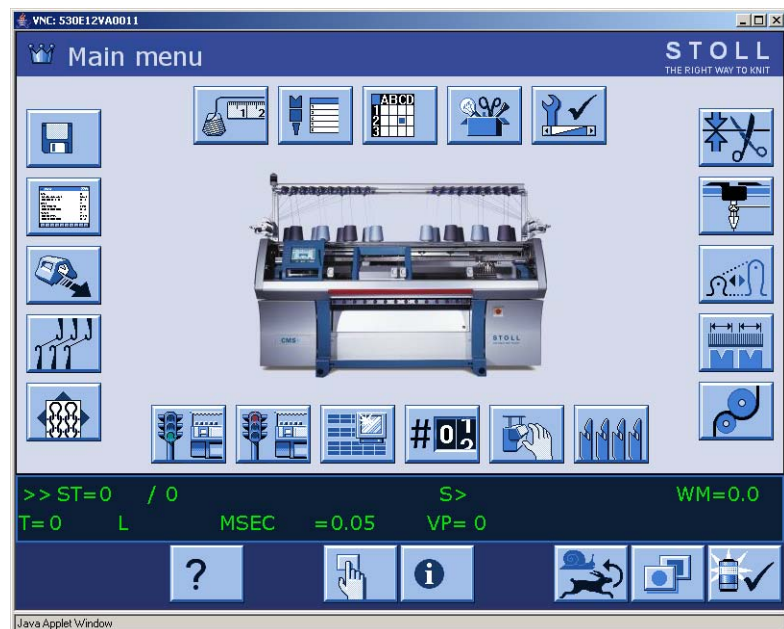 VNC: 530E12VA0011
Main menu
STOLL
THE RIGHT WAY TO KNIT
1 2
ABCD
1
2
3
CMS
STOLL
#
>> ST=0 / 0 S> WM=0.0
T=0 L MSEC =0.05 VP= 0
?
i
Java Applet Window